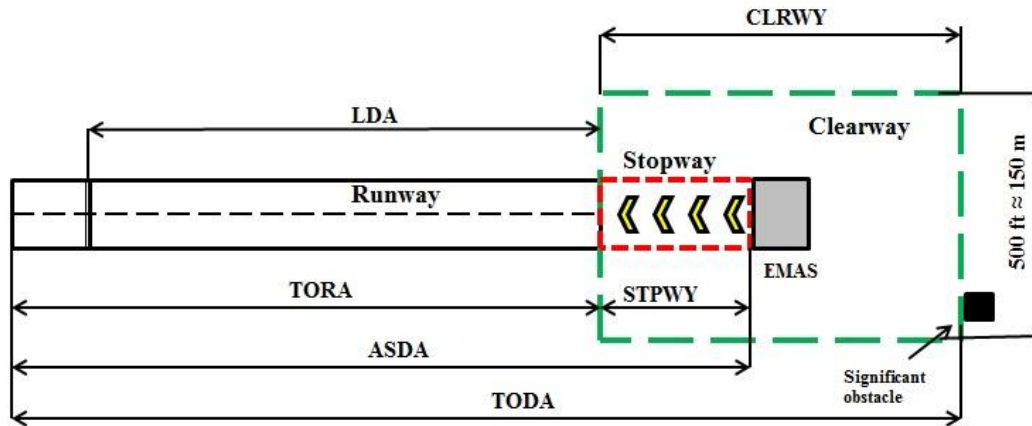 CLRWY
LDA
Clearway
Stopway
Runway
500 ft ≈ 150 m
EMAS
TORA
STPWY
ASDA
Significant
obstacle
TODA